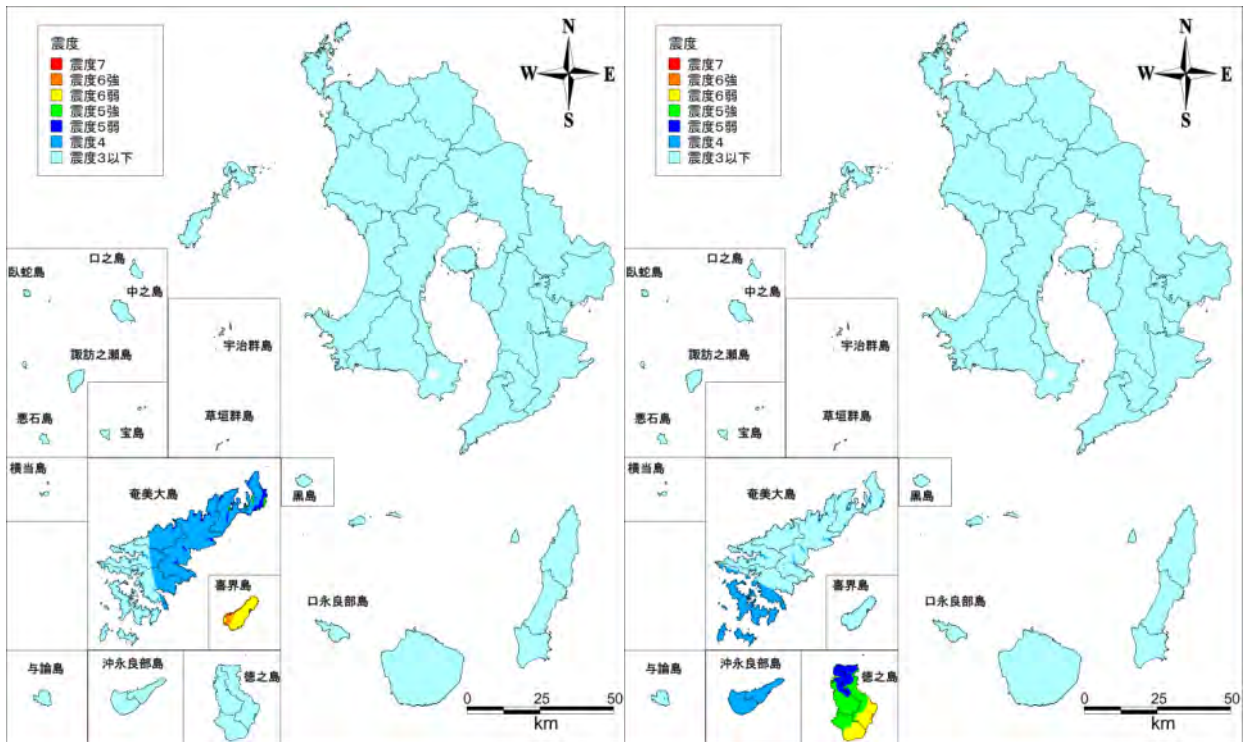 震度
震度7
震度6強
震度6弱
震度5強
震度5弱
震度4
震度3以下
N
W E
S
口之島
臥蛇島
中之島
宇治群島
諏訪之瀬島
草垣群島
悪石島
宝島
横当島
奄美大島
黒島
喜界島
口永良部島
与論島
沖永良部島
徳之島
0 25 50
km
震度
震度7
震度6強
震度6弱
震度5強
震度5弱
震度4
震度3以下
N
W E
S
口之島
臥蛇島
中之島
宇治群島
諏訪之瀬島
草垣群島
悪石島
宝島
横当島
奄美大島
黒島
喜界島
口永良部島
与論島
沖永良部島
徳之島
0 25 50
km